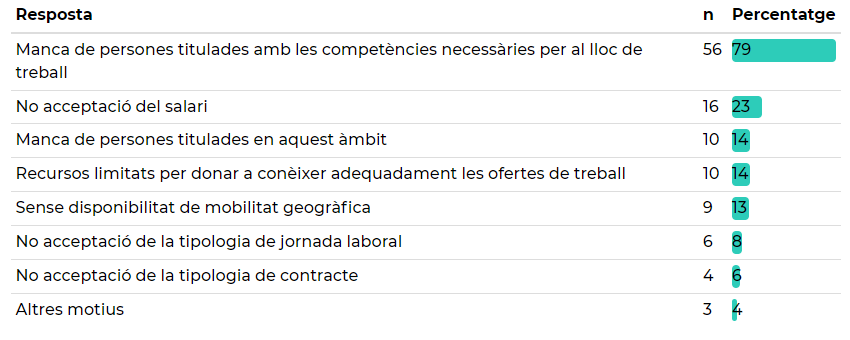 Resposta n Percentatge
Manca de persones titulades amb les competències necessàries per al lloc de 56 79
treball
No acceptació del salari 16 23
Manca de persones titulades en aquest àmbit 10 14
Recursos limitats per donar a conèixer adequadament les ofertes de treball 10 14
Sense disponibilitat de mobilitat geogràfica 9 13
No acceptació de la tipologia de jornada laboral 6 8
No acceptació de la tipologia de contracte 4 6
Altres motius 3 4